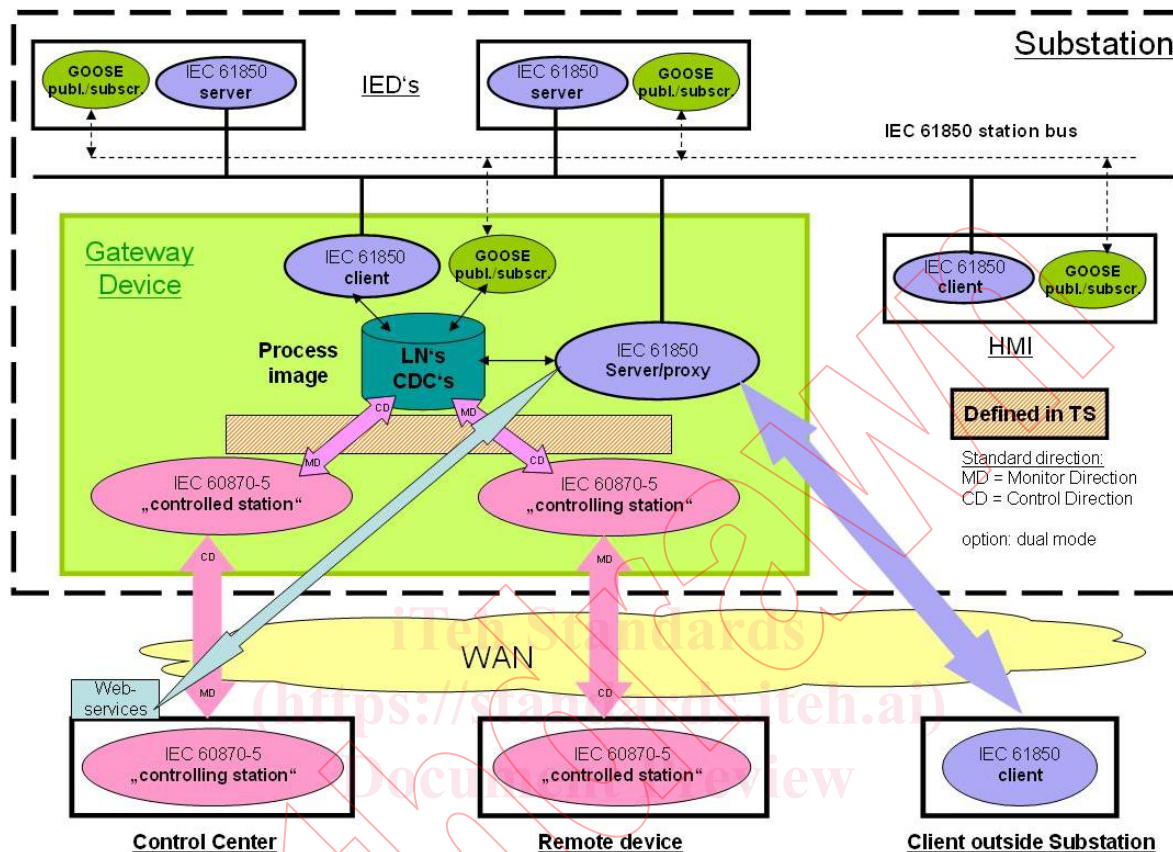 Substation
GOOSE
publ./subscr.
IEC 61850
server
IED's
IEC 61850
server
GOOSE
publ./subscr.
IEC 61850 station bus
Gateway
Device
IEC 61850
client
GOOSE
publ./subscr.
IEC 61850
client
GOOSE
publ./subscr.
HMI
Process
image
LN's
CDC's
IEC 61850
Server/proxy
CD
MD
MD
CD
Defined in TS
Standard direction:
MD = Monitor Direction
CD = Control Direction
option: dual mode
IEC 60870-5
„controlled station“
IEC 60870-5
„controlling station“
CD
MD
WAN
iTeh Standards
(https://standards.iteh.ai)
Document Preview
Web-
services
MD
CD
IEC 60870-5
„controlling station“
IEC 60870-5
„controlled station“
IEC 61850
client
Control Center
Remote device
Client outside Substation